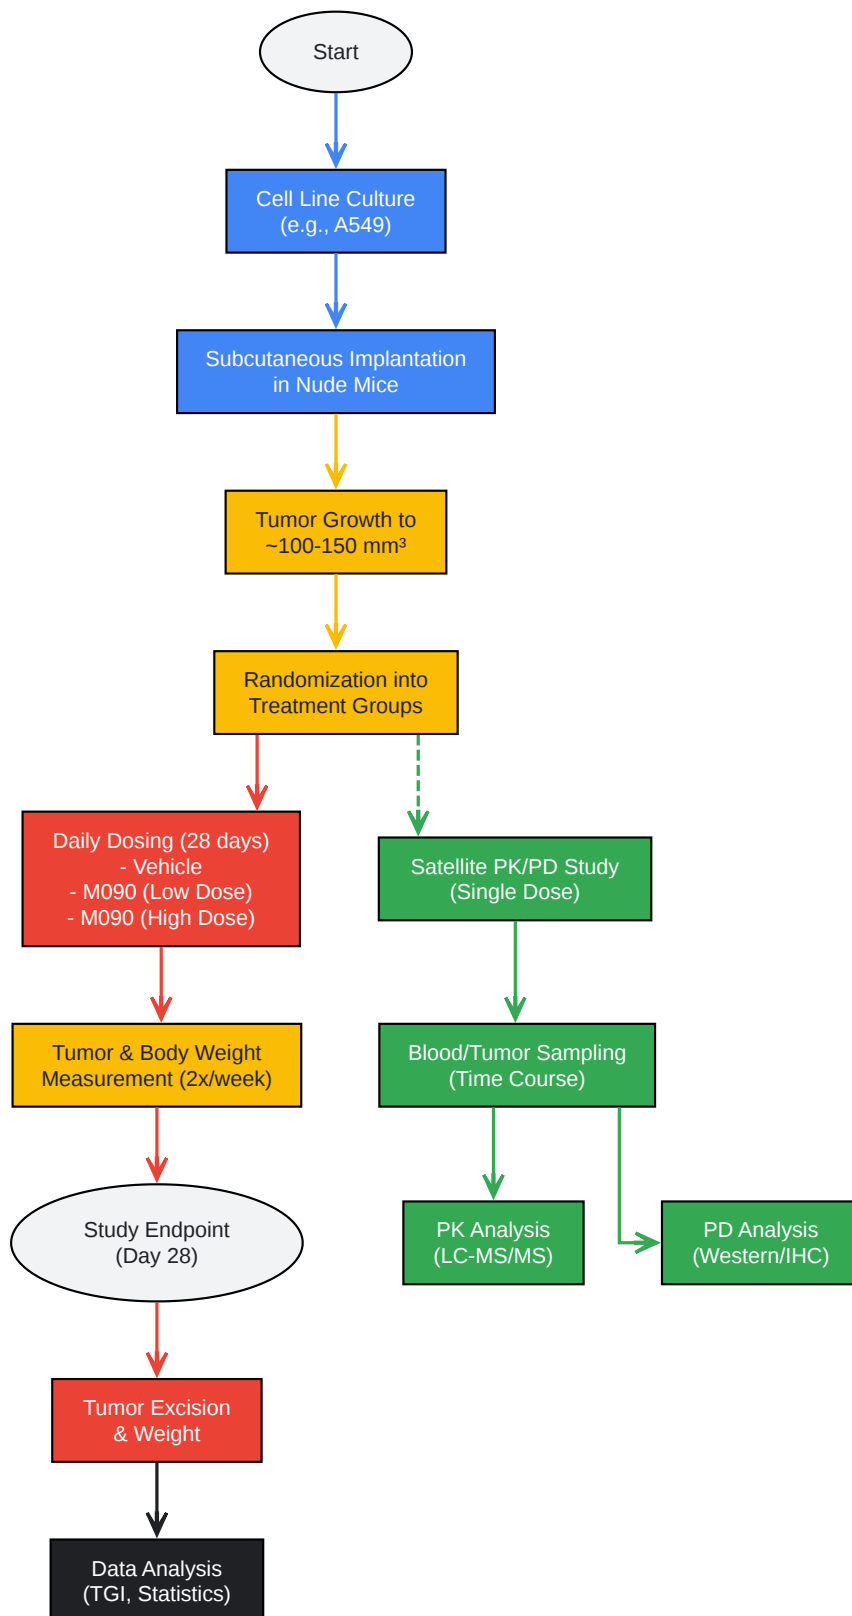 Start
Cell Line Culture
(e.g., A549)
Subcutaneous Implantation
in Nude Mice
Tumor Growth to
~100-150 mm³
Randomization into
Treatment Groups
Daily Dosing (28 days)
- Vehicle
- M090 (Low Dose)
- M090 (High Dose)
Satellite PK/PD Study
(Single Dose)
Tumor & Body Weight
Measurement (2x/week)
Blood/Tumor Sampling
(Time Course)
Study Endpoint
(Day 28)
PK Analysis
(LC-MS/MS)
PD Analysis
(Western/IHC)
Tumor Excision
& Weight
Data Analysis
(TGI, Statistics)